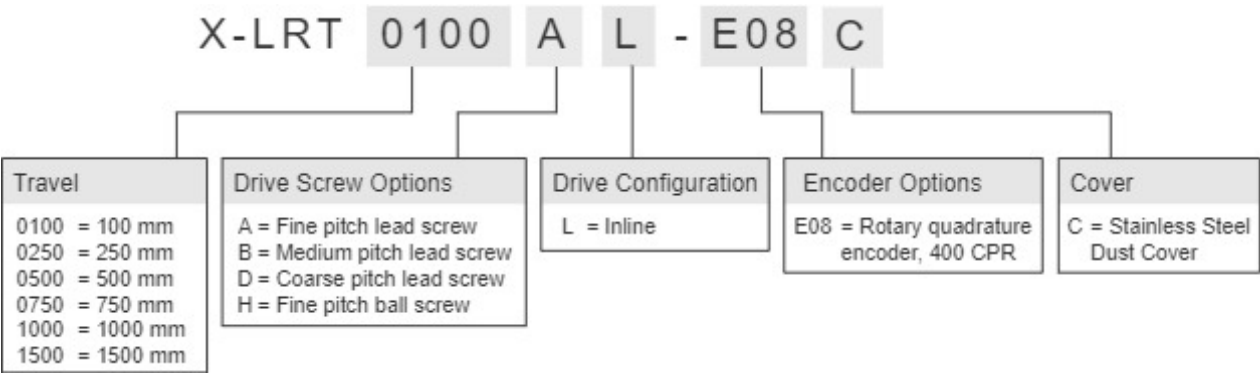 X-LRT 0100 A L - E08 C
Travel
0100 = 100 mm
0250 = 250 mm
0500 = 500 mm
0750 = 750 mm
1000 = 1000 mm
1500 = 1500 mm
Drive Screw Options
A = Fine pitch lead screw
B = Medium pitch lead screw
D = Coarse pitch lead screw
H = Fine pitch ball screw
Drive Configuration
L = Inline
Encoder Options
E08 = Rotary quadrature
encoder, 400 CPR
Cover
C = Stainless Steel
Dust Cover